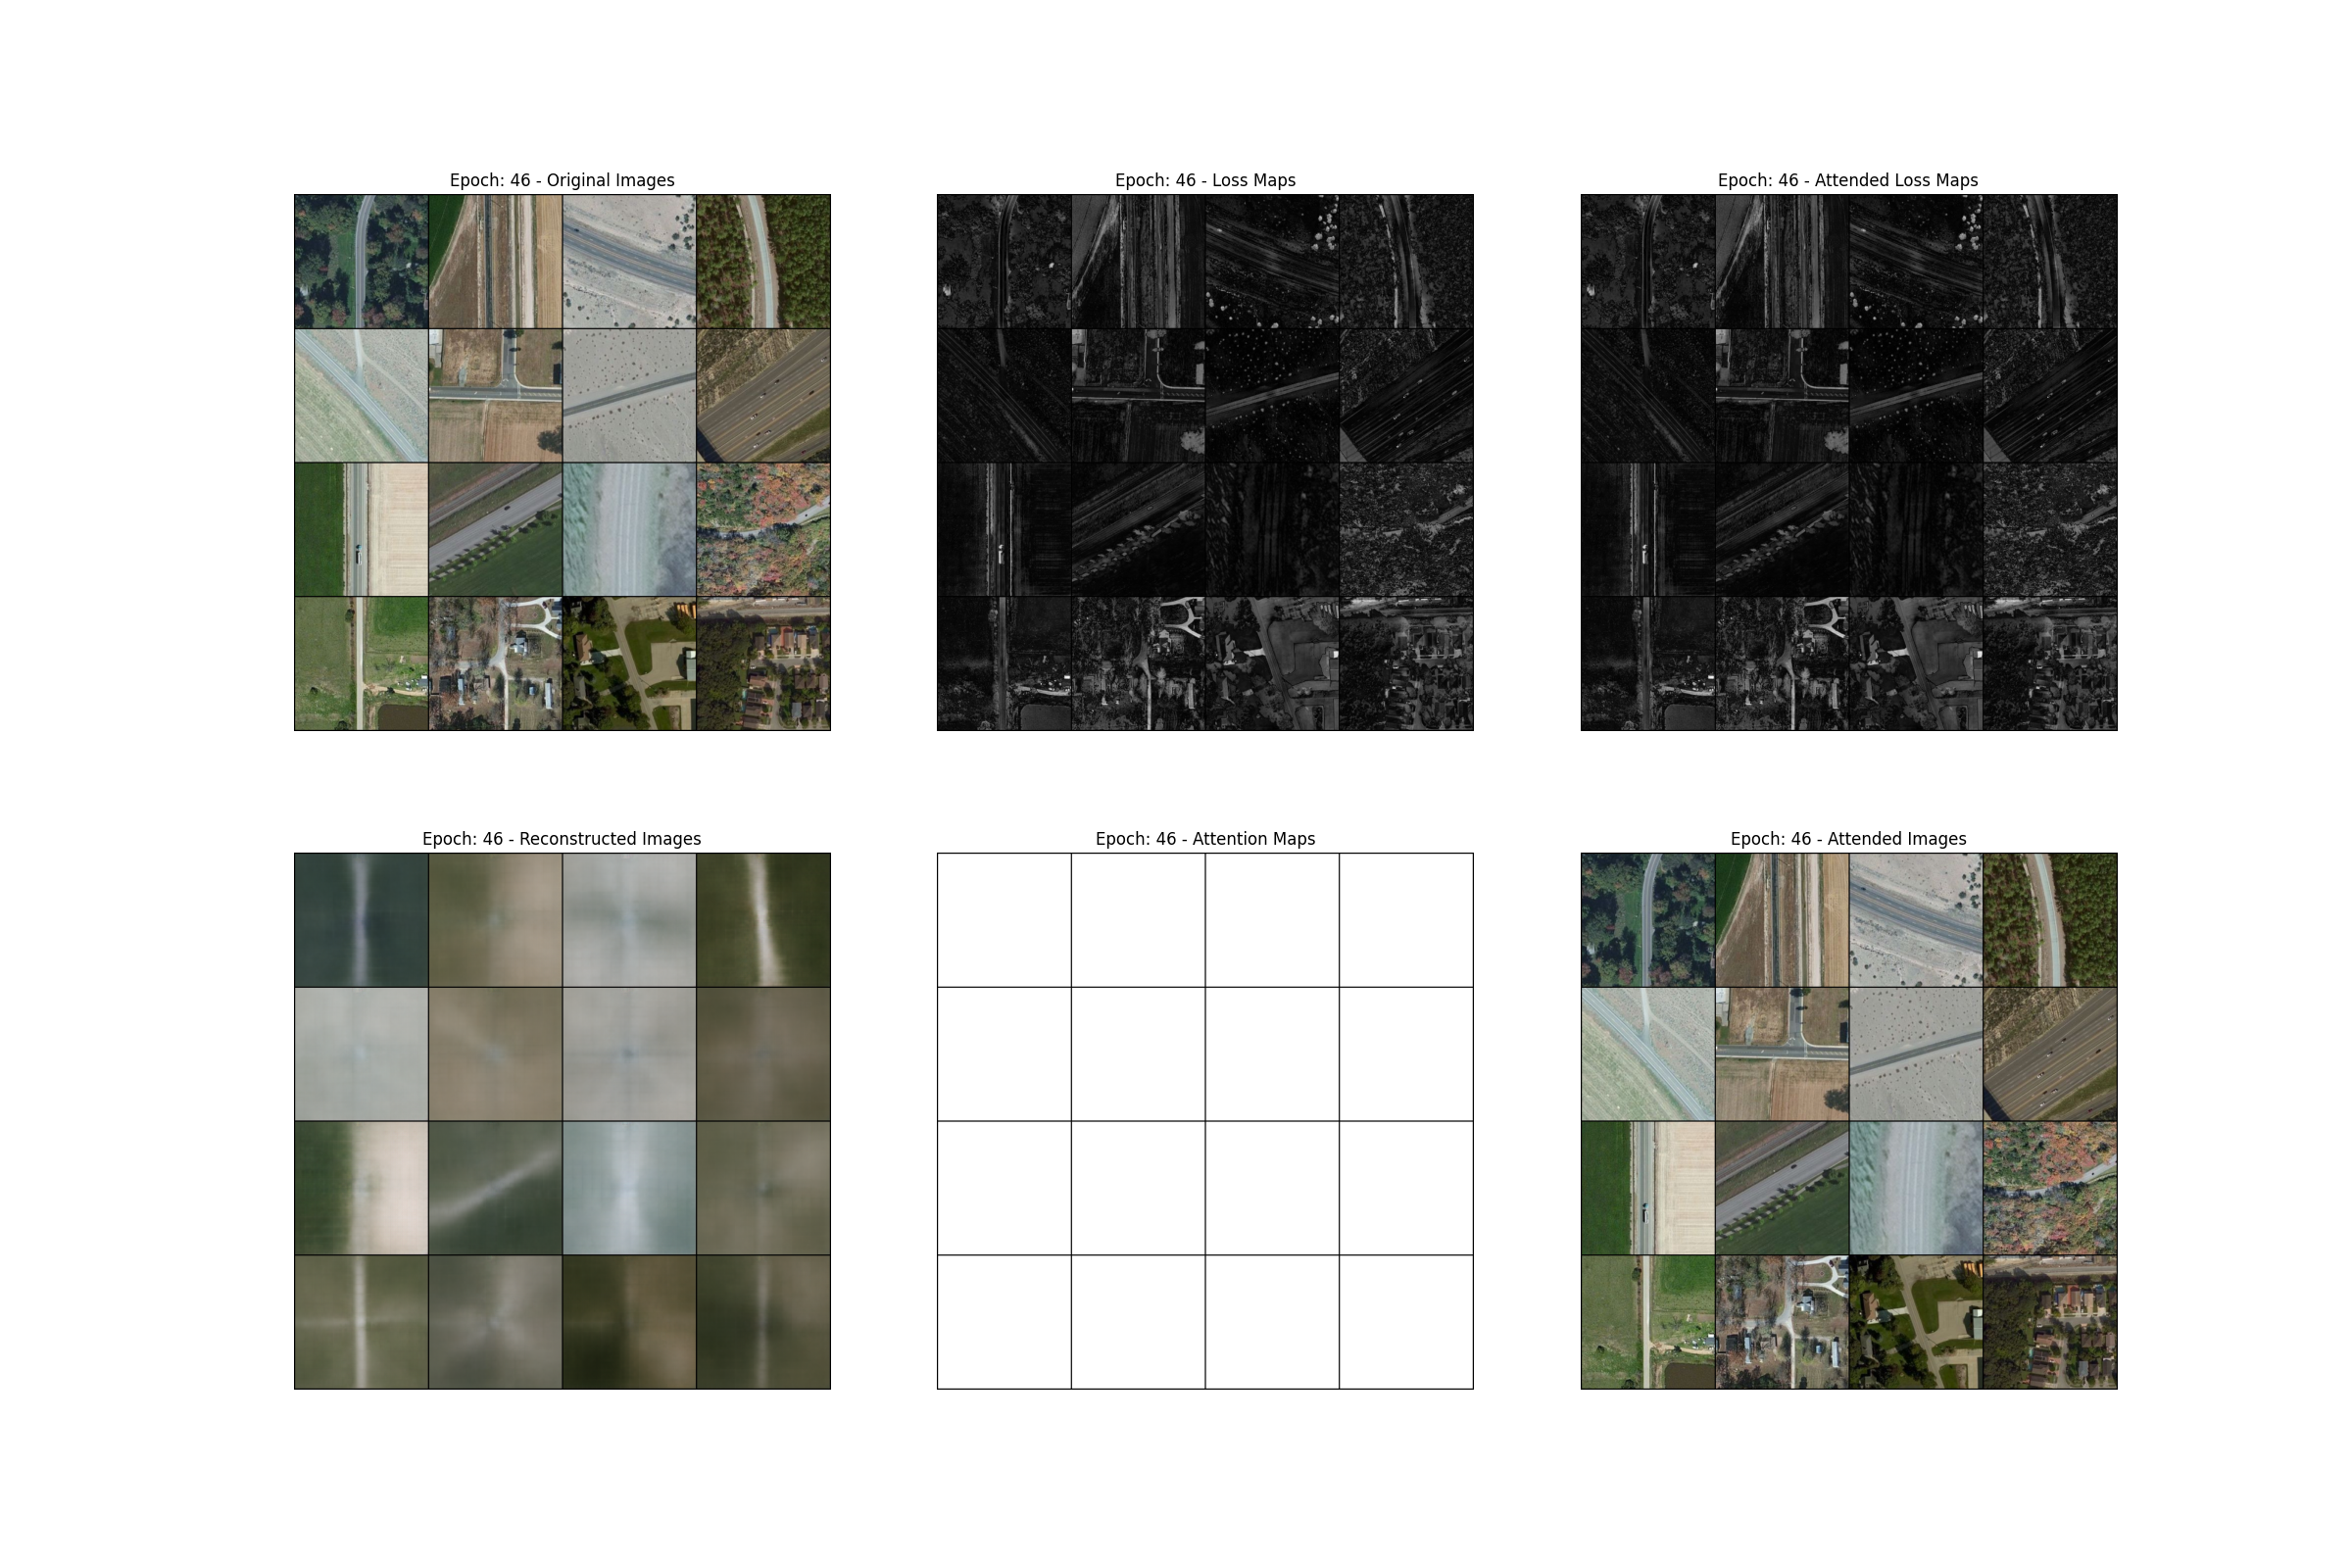 Epoch: 46 - Original Images
Epoch: 46 - Loss Maps
Epoch: 46 - Attended Loss Maps
Epoch: 46 - Reconstructed Images
Epoch: 46 - Attention Maps
Epoch: 46 - Attended Images